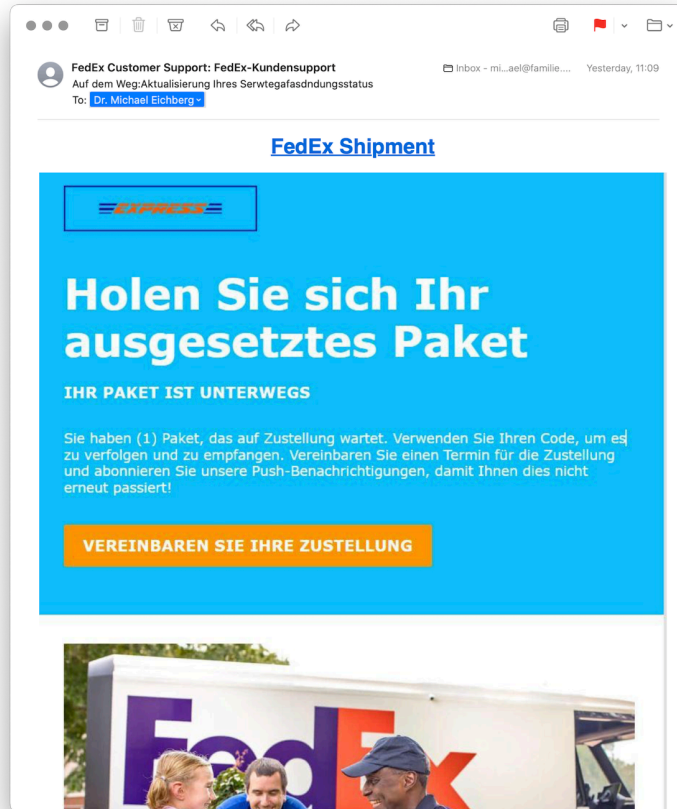 FedEx Customer Support: FedEx-Kundensupport
Inbox - mi...ael@familie....
Yesterday, 11:09
Auf dem Weg:Aktualisierung Ihres Serwtegafasdndungsstatus
To: Dr. Michael Eichberg
FedEx Shipment
EXPRESS
Holen Sie sich Ihr
ausgesetztes Paket
IHR PAKET IST UNTERWEGS
Sie haben (1) Paket, das auf Zustellung wartet. Verwenden Sie Ihren Code, um es
zu verfolgen und zu empfangen. Vereinbaren Sie einen Termin für die Zustellung
und abonnieren Sie unsere Push-Benachrichtigungen, damit Ihnen dies nicht
erneut passiert!
VEREINBAREN SIE IHRE ZUSTELLUNG
FedEx